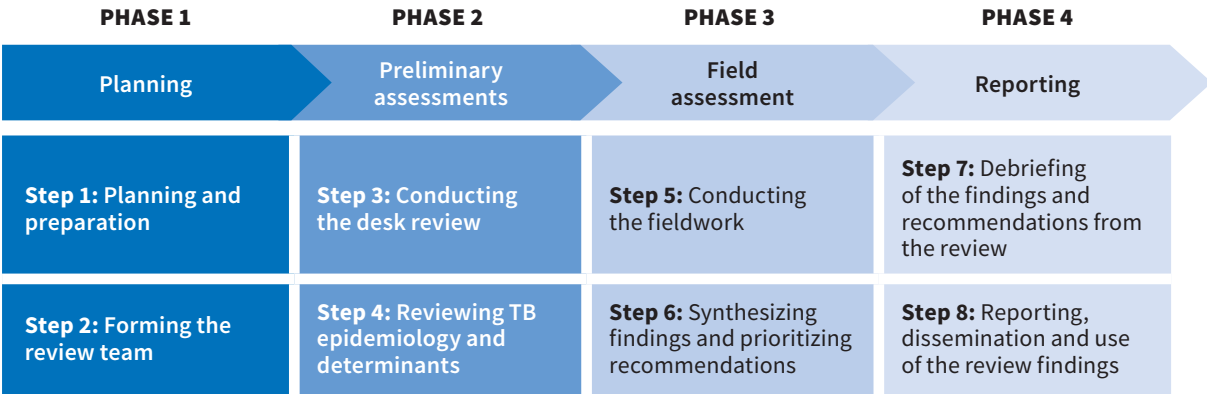 PHASE 1
PHASE 2
PHASE 3
PHASE 4
Planning
Preliminary
assessments
Field
assessment
Reporting
Step 1: Planning and
preparation
Step 3: Conducting
the desk review
Step 5: Conducting
the fieldwork
Step 7: Debriefing
of the findings and
recommendations from
the review
Step 2: Forming the
review team
Step 4: Reviewing TB
epidemiology and
determinants
Step 6: Synthesizing
findings and prioritizing
recommendations
Step 8: Reporting,
dissemination and use
of the review findings